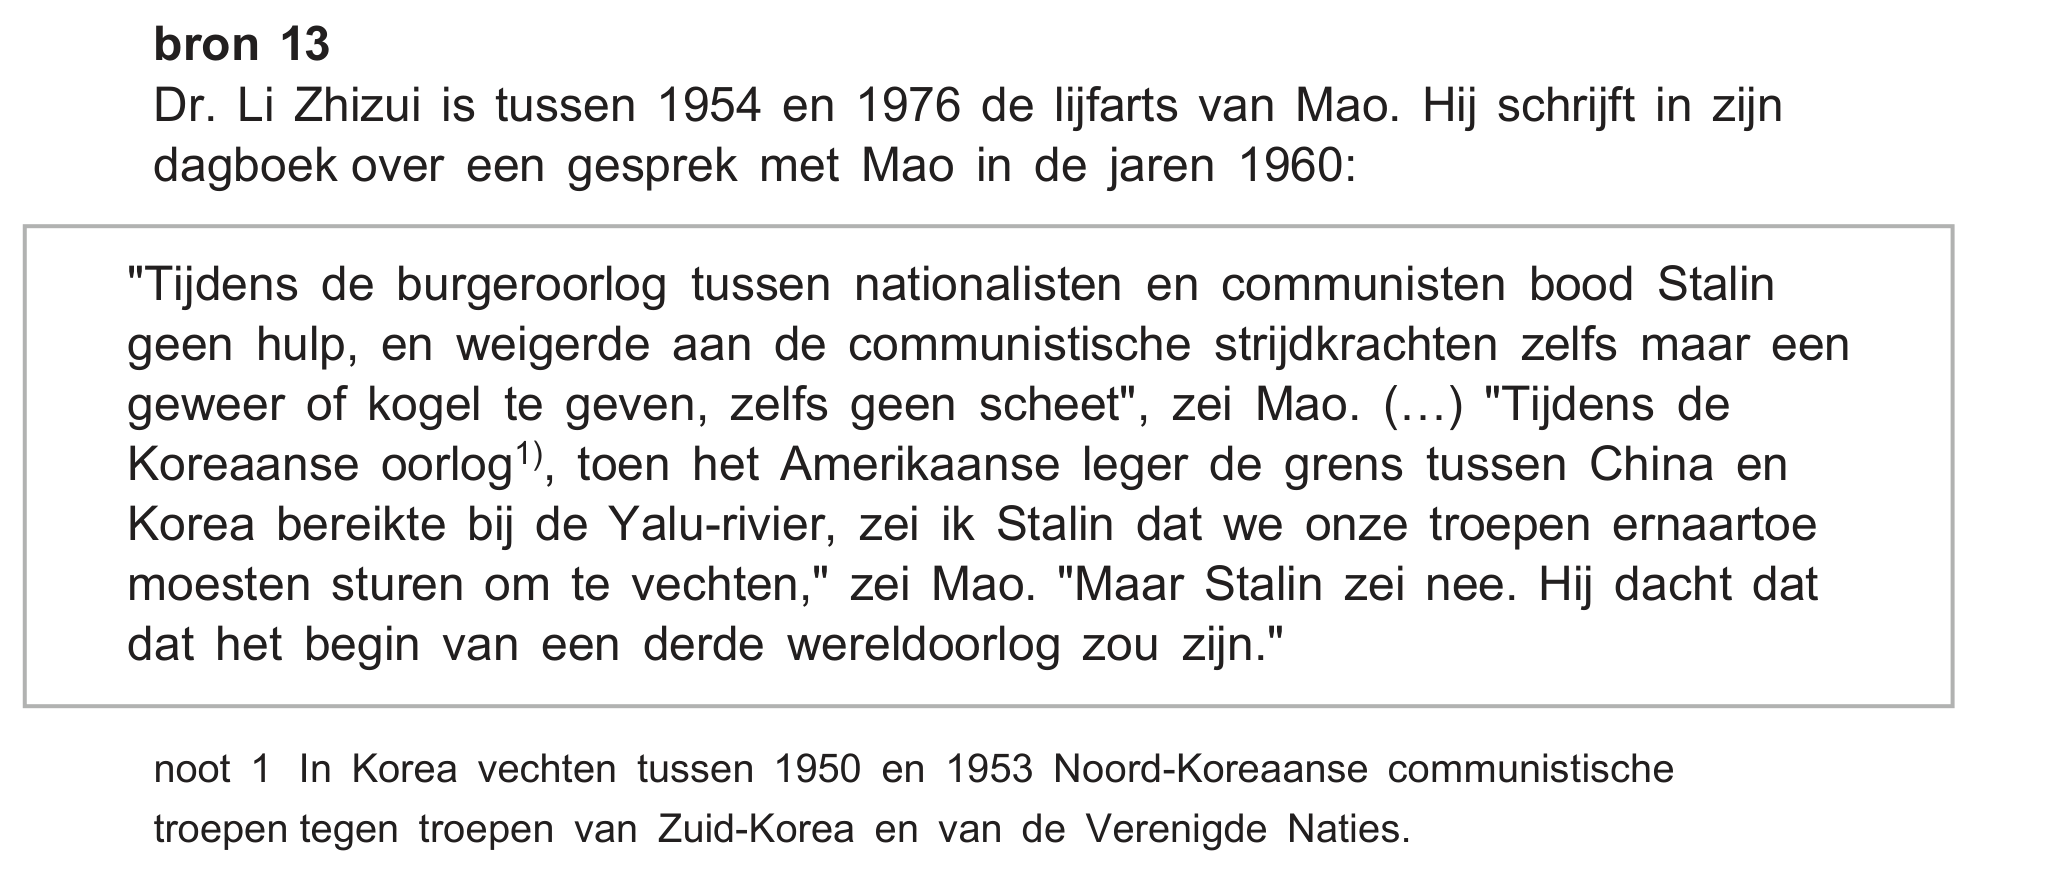 bron 13
Dr. Li Zhizui is tussen 1954 en 1976 de lijfarts van Mao. Hij schrijft in zijn
dagboek over een gesprek met Mao in de jaren 1960:
"Tijdens de burgeroorlog tussen nationalisten en communisten bood Stalin
geen hulp, en weigerde aan de communistische strijdkrachten zelfs maar een
geweer of kogel te geven, zelfs geen scheet", zei Mao. (…) "Tijdens de
Koreaanse oorlog1), toen het Amerikaanse leger de grens tussen China en
Korea bereikte bij de Yalu-rivier, zei ik Stalin dat we onze troepen ernaartoe
moesten sturen om te vechten," zei Mao. "Maar Stalin zei nee. Hij dacht dat
dat het begin van een derde wereldoorlog zou zijn."
noot 1 In Korea vechten tussen 1950 en 1953 Noord-Koreaanse communistische
troepen tegen troepen van Zuid-Korea en van de Verenigde Naties.